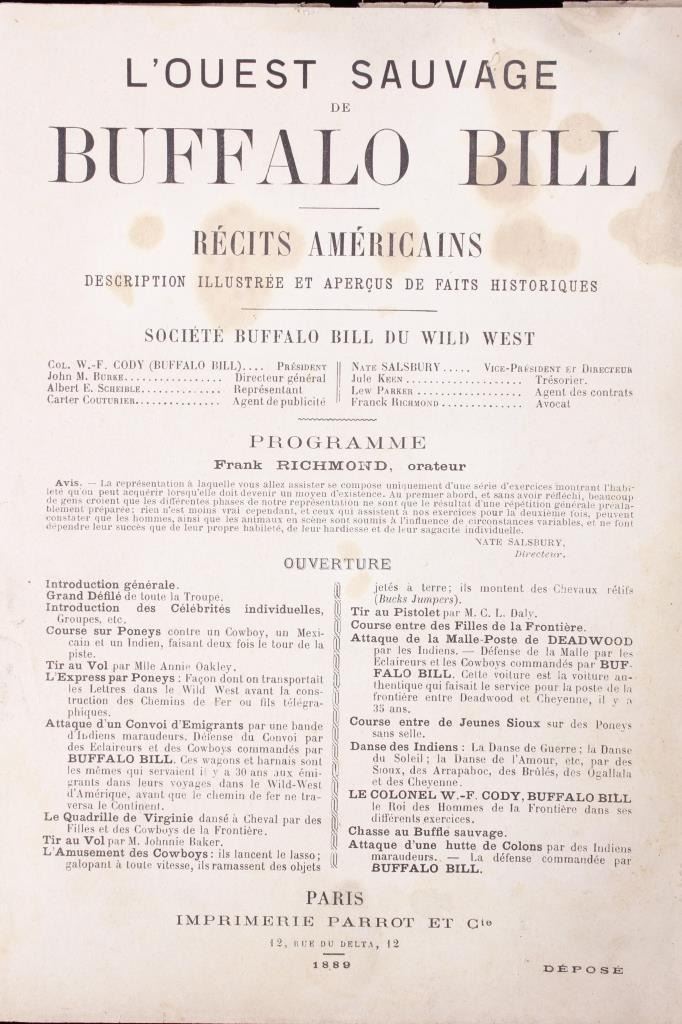 L'OUEST SAUVAGE
DE
BUFFALO BILL
RÉCITS AMÉRICAINS
DESCRIPTION ILLUSTRÉE ET APERÇUS DE FAITS HISTORIQUES
SOCIÉTÉ BUFFALO BILL DU WILD WEST
COL. W.-F. CODY (BUFFALO BILL).... PRÉSIDENT
JOHN M. BURKE................ Directeur général
ALBERT E. SCHEIBLE.............. Représentant
CARTER COUTURIER.............. Agent de publicité
NATE SALSBURY..... VICE-PRÉSIDENT ET DIRECTEUR
JULE KEEN.................... Trésorier.
LEW PARKER.................. Agent des contrats
FRANCK RICHMOND............. Avocat
PROGRAMME
Frank RICHMOND, orateur
Avis. — La représentation à laquelle vous allez assister se compose uniquement d'une série d'exercices montrant l'habi-
leté qu'on peut acquérir lorsqu'elle doit devenir un moyen d'existence. Au premier abord, et sans avoir réfléchi, beaucoup
de gens croient que les différentes phases de notre représentation ne sont que le résultat d'une répétition générale préala-
blement préparée; rien n'est moins vrai cependant, et ceux qui assistent à nos exercices pour la deuxième fois, peuvent
constater que les hommes, ainsi que les animaux en scène sont soumis à l'influence de circonstances variables, et ne font
dépendre leur succès que de leur propre habileté, de leur hardiesse et de leur sagacité individuelle.
NATE SALSBURY,
Directeur.
OUVERTURE
Introduction générale.
Grand Défilé de toute la Troupe.
Introduction des Célébrités individuelles,
Groupes, etc.
Course sur Poneys contre un Cowboy, un Mexi-
cain et un Indien, faisant deux fois le tour de la
piste.
Tir au Vol par Mlle Annie Oakley.
L'Express par Poneys : Façon dont on transportait
les Lettres dans le Wild West avant la cons-
truction des Chemins de Fer ou fils télégra-
phiques.
Attaque d'un Convoi d'Emigrants par une bande
d'Indiens maraudeurs. Défense du Convoi par
des Eclaireurs et des Cowboys commandés par
BUFFALO BILL. Ces wagons et harnais sont
les mêmes qui servaient il y a 30 ans aux émi-
grants dans leurs voyages dans le Wild-West
d'Amérique, avant que le chemin de fer ne tra-
versa le Continent.
Le Quadrille de Virginie dansé à Cheval par des
Filles et des Cowboys de la Frontière.
Tir au Vol par M. Johnnie Baker.
L'Amusement des Cowboys : ils lancent le lasso;
galopant à toute vitesse, ils ramassent des objets
jetés à terre; ils montent des Chevaux rétifs
(Bucks Jumpers).
Tir au Pistolet par M. C. L. Daly.
Course entre des Filles de la Frontière.
Attaque de la Malle-Poste de DEADWOOD
par les Indiens. — Défense de la Malle par les
Eclaireurs et les Cowboys commandés par BUF-
FALO BILL. Cette voiture est la voiture au-
thentique qui faisait le service pour la poste de la
frontière entre Deadwood et Cheyenne, il y a
35 ans.
Course entre de Jeunes Sioux sur des Poneys
sans selle.
Danse des Indiens : La Danse de Guerre; la Danse
du Soleil; la Danse de l'Amour, etc, par des
Sioux, des Arrapahoc, des Brûlés, des Ogallala
et des Cheyenne.
LE COLONEL W.-F. CODY, BUFFALO BILL
le Roi des Hommes de la Frontière dans ses
différents exercices.
Chasse au Buffle sauvage.
Attaque d'une hutte de Colons par des Indiens
maraudeurs. — La défense commandée par
BUFFALO BILL.
PARIS
IMPRIMERIE PARROT ET Cie
12, RUE DU DELTA, 12
1889
DÉPOSÉ